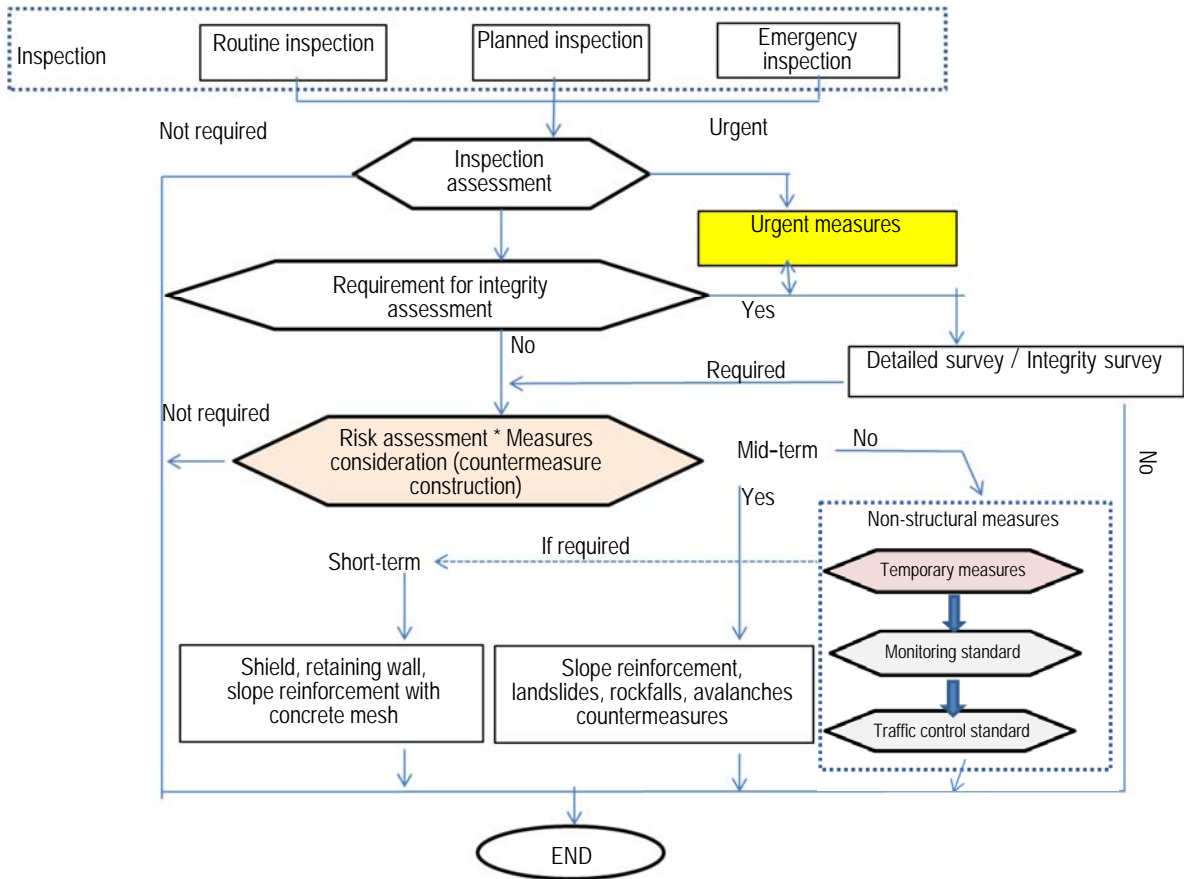 Inspection
Routine inspection
Planned inspection
Emergency
inspection
Not required
Urgent
Inspection
assessment
Urgent measures
Requirement for integrity
assessment
Yes
No
Detailed survey / Integrity survey
Required
Not required
Risk assessment * Measures
consideration (countermeasure
construction)
Mid-term
No
No
Yes
Non-structural measures
If required
Short-term
Temporary measures
Monitoring standard
Traffic control standard
Shield, retaining wall,
slope reinforcement with
concrete mesh
Slope reinforcement,
landslides, rockfalls, avalanches
countermeasures
END